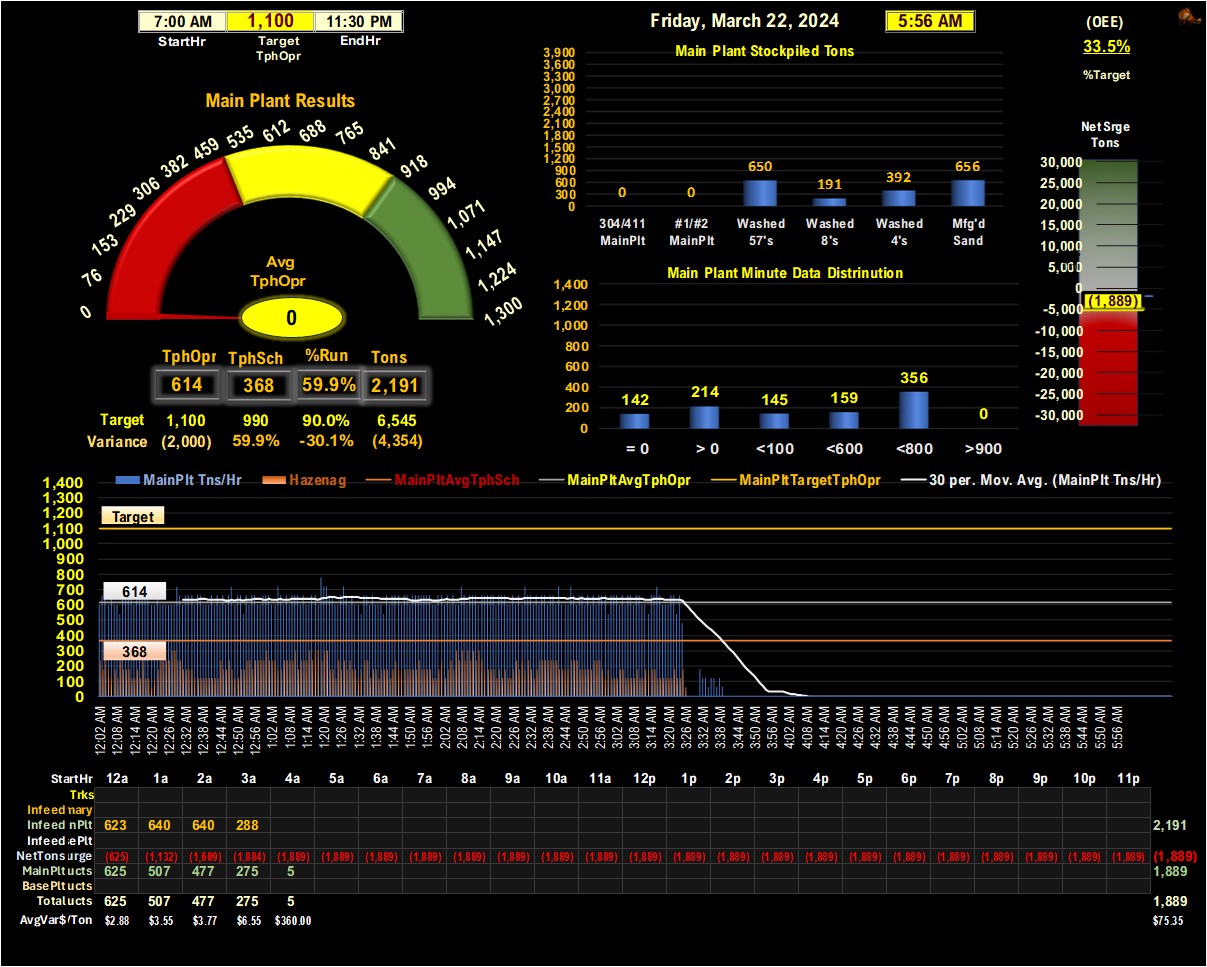 7:00 AM 1,100 11:30 PM
StartHr Target TphOpr EndHr
Friday, March 22, 2024 5:56 AM
(OEE)
33.5%
%Target
Main Plant Results
0 76 153 229 306 382 459 535 612 688 765 841 918 994 1,071 1,147 1,224 1,300
Avg
TphOpr
0
TphOpr TphSch %Run Tons
614 368 59.9% 2,191
Target 1,100 990 90.0% 6,545
Variance (2,000) 59.9% -30.1% (4,354)
Main Plant Stockpiled Tons
3,900
3,600
3,300
3,000
2,700
2,400
2,100
1,800
1,500
1,200
900
600
300
0
0 0 650 191 392 656
304/411 #1/#2 Washed Washed Washed Mfg'd
MainPlt MainPlt 57's 8's 4's Sand
Main Plant Minute Data Distrinution
1,400
1,200
1,000
800
600
400
200
0
142 214 145 159 356 0
= 0 > 0 <100 <600 <800 >900
Net Srge
Tons
30,000
25,000
20,000
15,000
10,000
5,000
0
(1,889)
-5,000
-10,000
-15,000
-20,000
-25,000
-30,000
MainPlt Tns/Hr Hazenag MainPltAvgTphSch MainPltAvgTphOpr MainPltTargetTphOpr 30 per. Mov. Avg. (MainPlt Tns/Hr)
1,400
1,300
1,200
1,100
1,000
900
800
700
600
500
400
300
200
100
0
Target
614
368
12:02 AM 12:08 AM 12:14 AM 12:20 AM 12:26 AM 12:32 AM 12:38 AM 12:44 AM 12:50 AM 12:56 AM 1:02 AM 1:08 AM 1:14 AM 1:20 AM 1:26 AM 1:32 AM 1:38 AM 1:44 AM 1:50 AM 1:56 AM 2:02 AM 2:08 AM 2:14 AM 2:20 AM 2:26 AM 2:32 AM 2:38 AM 2:44 AM 2:50 AM 2:56 AM 3:02 AM 3:08 AM 3:14 AM 3:20 AM 3:26 AM 3:32 AM 3:38 AM 3:44 AM 3:50 AM 3:56 AM 4:02 AM 4:08 AM 4:14 AM 4:20 AM 4:26 AM 4:32 AM 4:38 AM 4:44 AM 4:50 AM 4:56 AM 5:02 AM 5:08 AM 5:14 AM 5:20 AM 5:26 AM 5:32 AM 5:38 AM 5:44 AM 5:50 AM 5:56 AM
StartHr 12a 1a 2a 3a 4a 5a 6a 7a 8a 9a 10a 11a 12p 1p 2p 3p 4p 5p 6p 7p 8p 9p 10p 11p
Trks
Infeed nary
Infeed nPlt 623 640 640 288 2,191
Infeed ePlt
NetTons urge (625) (1,132) (1,609) (1,884) (1,889) (1,889) (1,889) (1,889) (1,889) (1,889) (1,889) (1,889) (1,889) (1,889) (1,889) (1,889) (1,889) (1,889) (1,889) (1,889) (1,889) (1,889) (1,889) (1,889) (1,889)
MainPlt ucts 625 507 477 275 5 1,889
BasePlt ucts
Total ucts 625 507 477 275 5 1,889
AvgVar$/Ton $2.88 $3.55 $3.77 $6.55 $360.00 $75.35